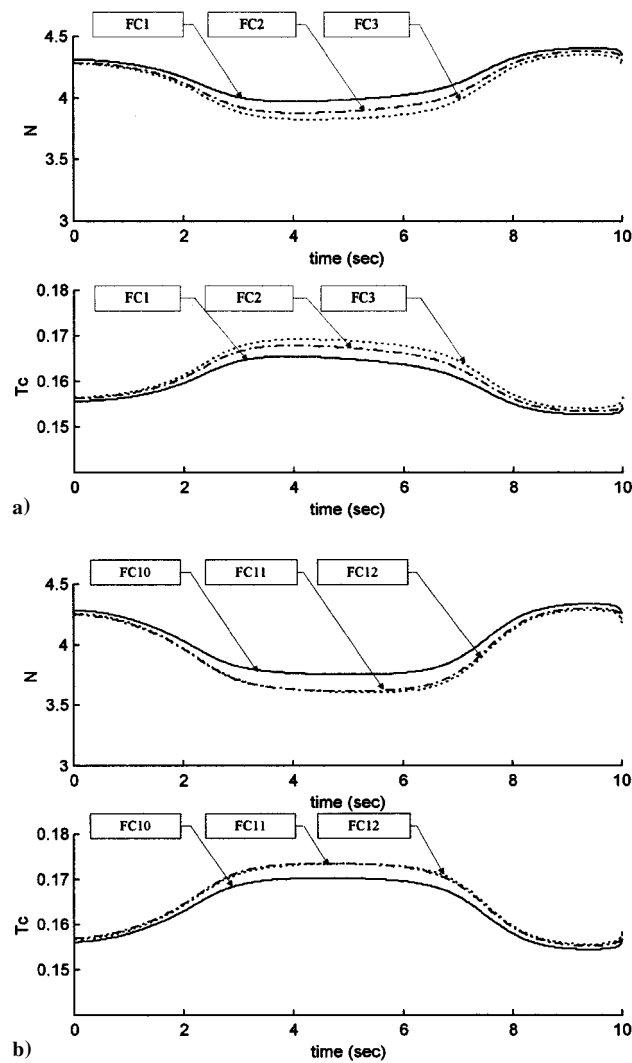 FC1 FC2 FC3
4.5
4
3.5
3
N
0 2 4 6 8 10
time (sec)
FC1 FC2 FC3
0.18
0.17
0.16
0.15
Tc
0 2 4 6 8 10
time (sec)
a)
FC10 FC11 FC12
4.5
4
3.5
3
N
0 2 4 6 8 10
time (sec)
FC10 FC11 FC12
0.18
0.17
0.16
0.15
Tc
0 2 4 6 8 10
time (sec)
b)